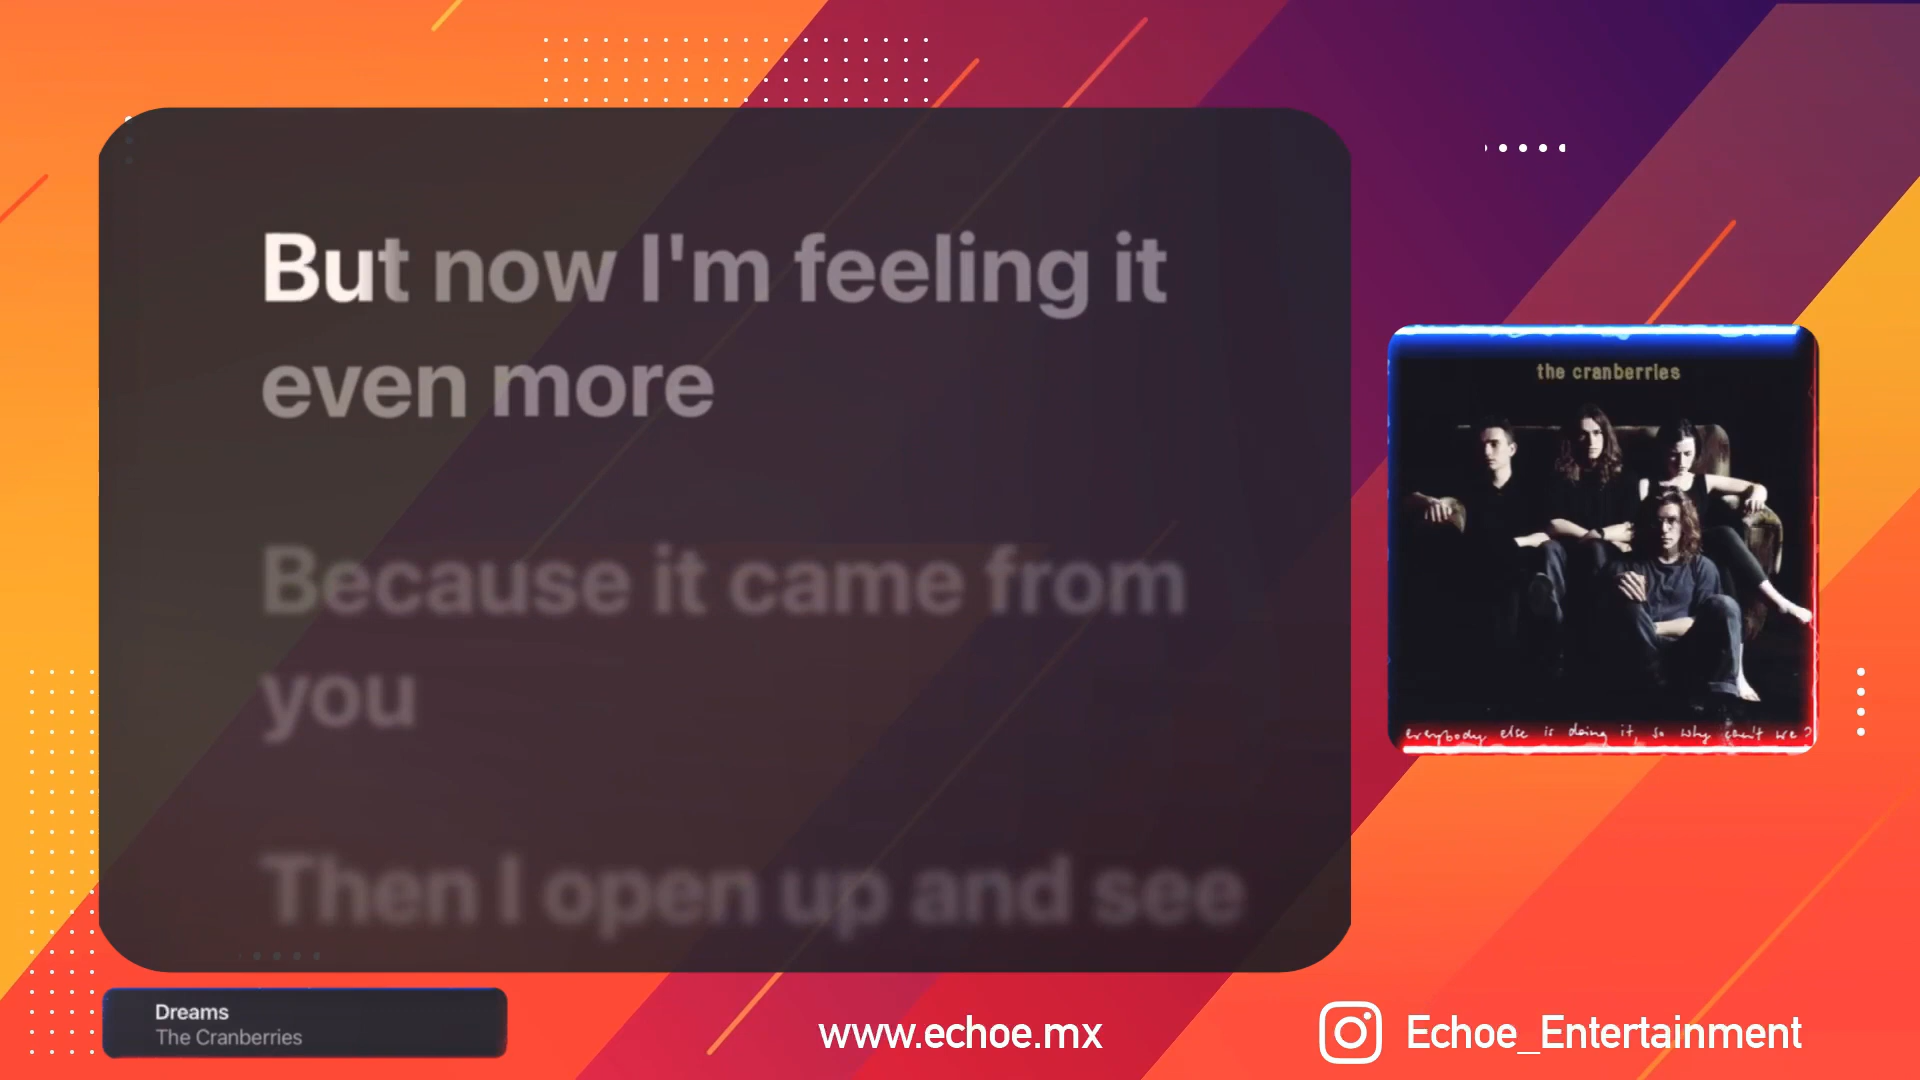 But now I'm feeling it
even more
Because it came from
you
Then I open up and see
the cranberries
everybody else is doing it, so why can't we?
Dreams
The Cranberries
www.echoe.mx
Echoe_Entertainment